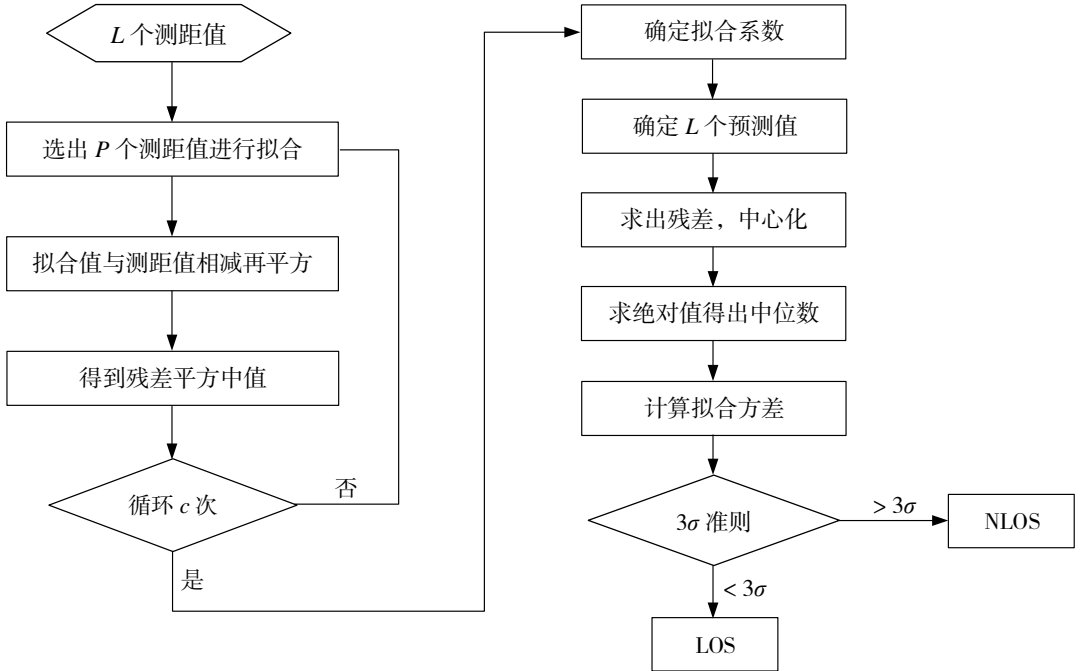 L 个测距值
选出 P 个测距值进行拟合
拟合值与测距值相减再平方
得到残差平方中值
循环 c 次
否
是
确定拟合系数
确定 L 个预测值
求出残差，中心化
求绝对值得出中位数
计算拟合方差
3σ 准则
> 3σ
NLOS
< 3σ
LOS